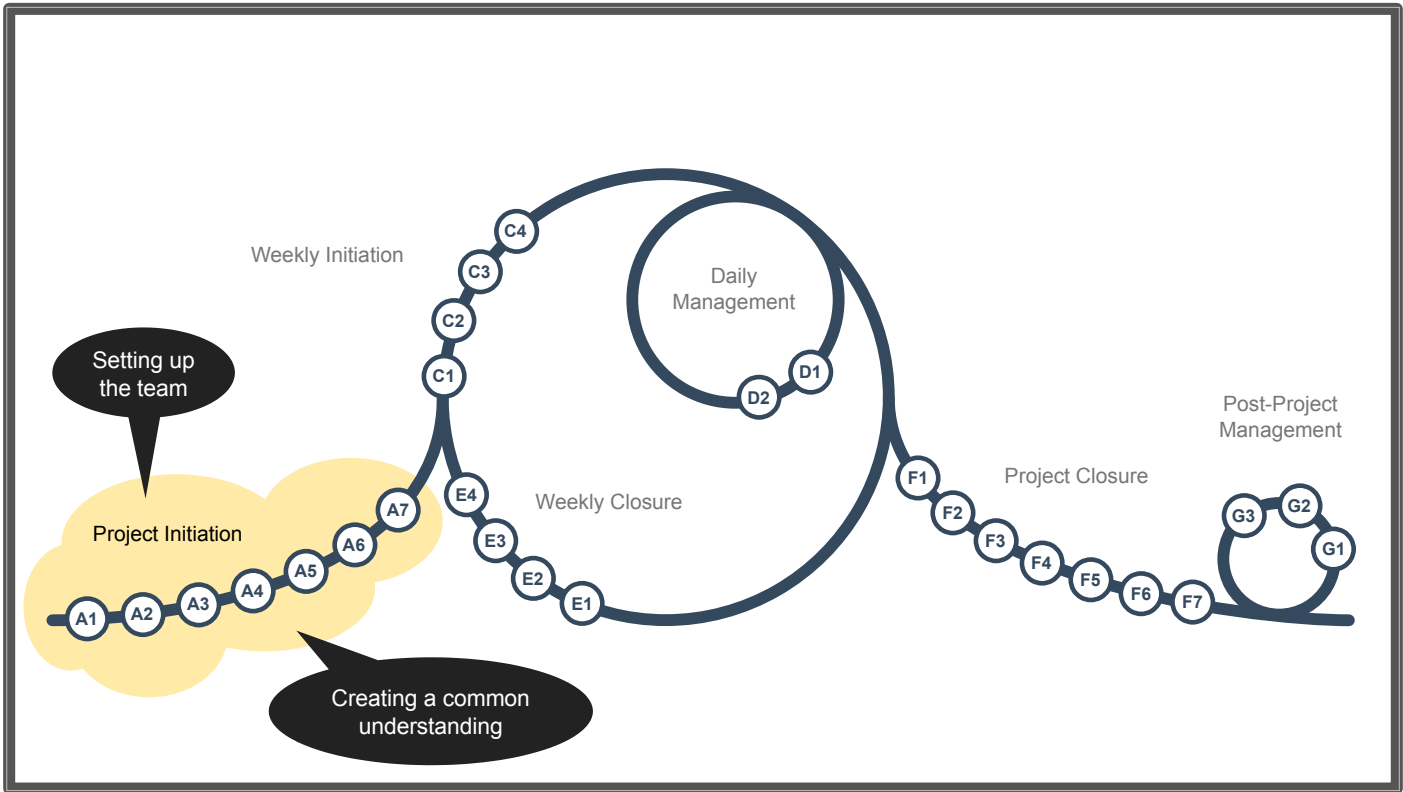 Weekly Initiation
C4
C3
C2
C1
Daily
Management
D1
D2
Setting up
the team
Project Initiation
A1
A2
A3
A4
A5
A6
A7
Creating a common
understanding
Weekly Closure
E4
E3
E2
E1
Project Closure
F1
F2
F3
F4
F5
F6
F7
Post-Project
Management
G3
G2
G1